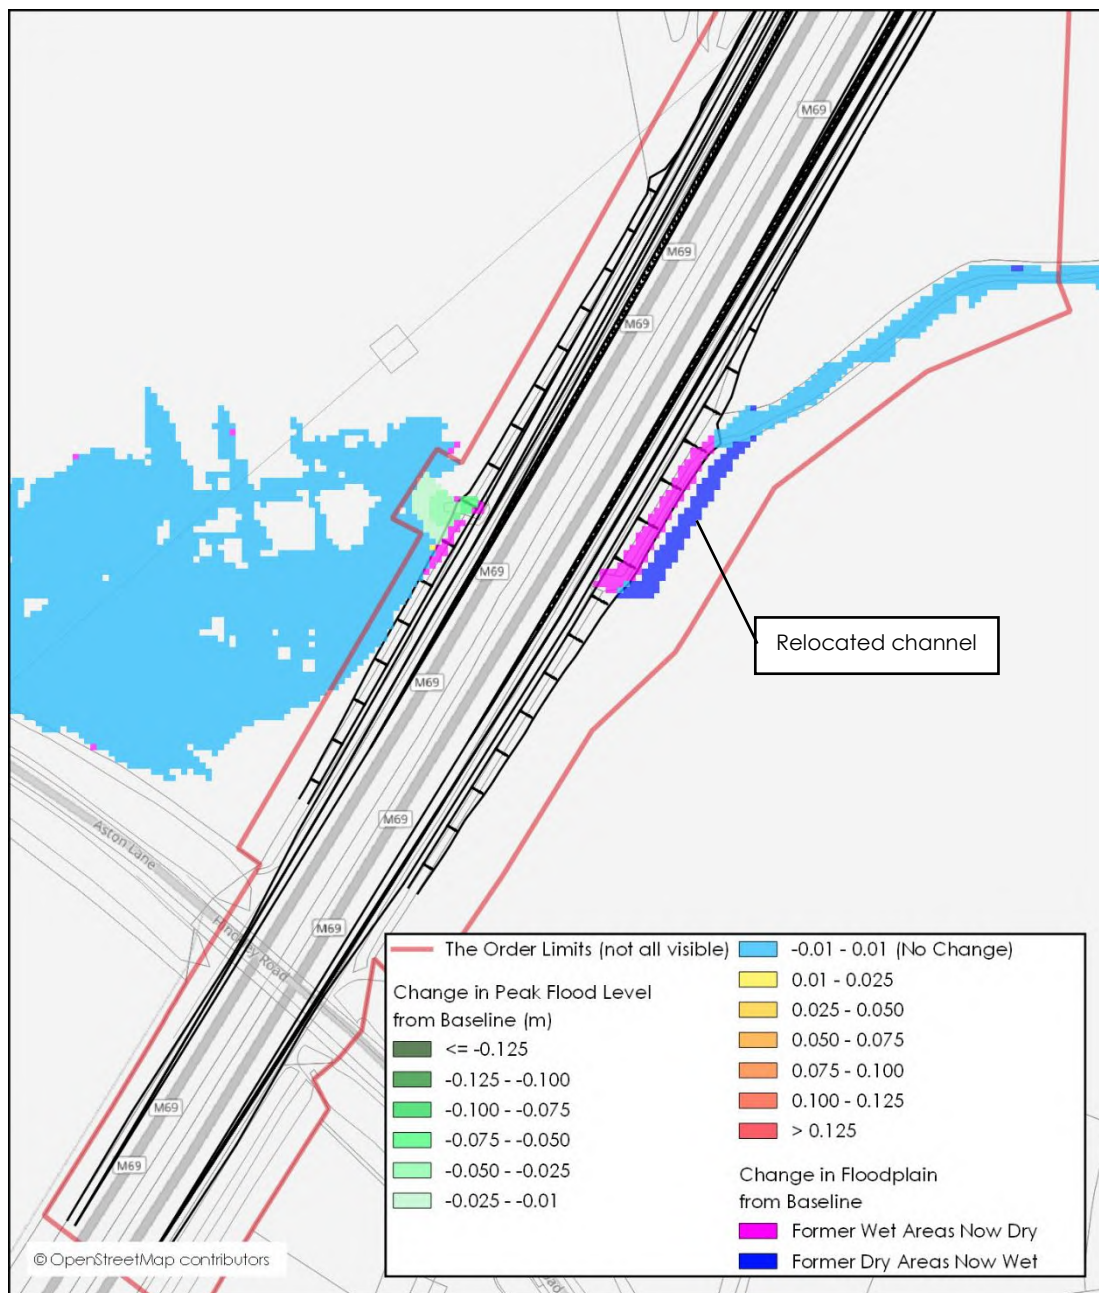 M69
M69
M69
M69
M69
Relocated channel
M69
Aston Lane
Hinckley Road
M69
The Order Limits (not all visible)
Change in Peak Flood Level
from Baseline (m)
<= -0.125
-0.125 - -0.100
-0.100 - -0.075
-0.075 - -0.050
-0.050 - -0.025
-0.025 - -0.01
-0.01 - 0.01 (No Change)
0.01 - 0.025
0.025 - 0.050
0.050 - 0.075
0.075 - 0.100
0.100 - 0.125
> 0.125
Change in Floodplain
from Baseline
Former Wet Areas Now Dry
Former Dry Areas Now Wet
M69
M69
© OpenStreetMap contributors